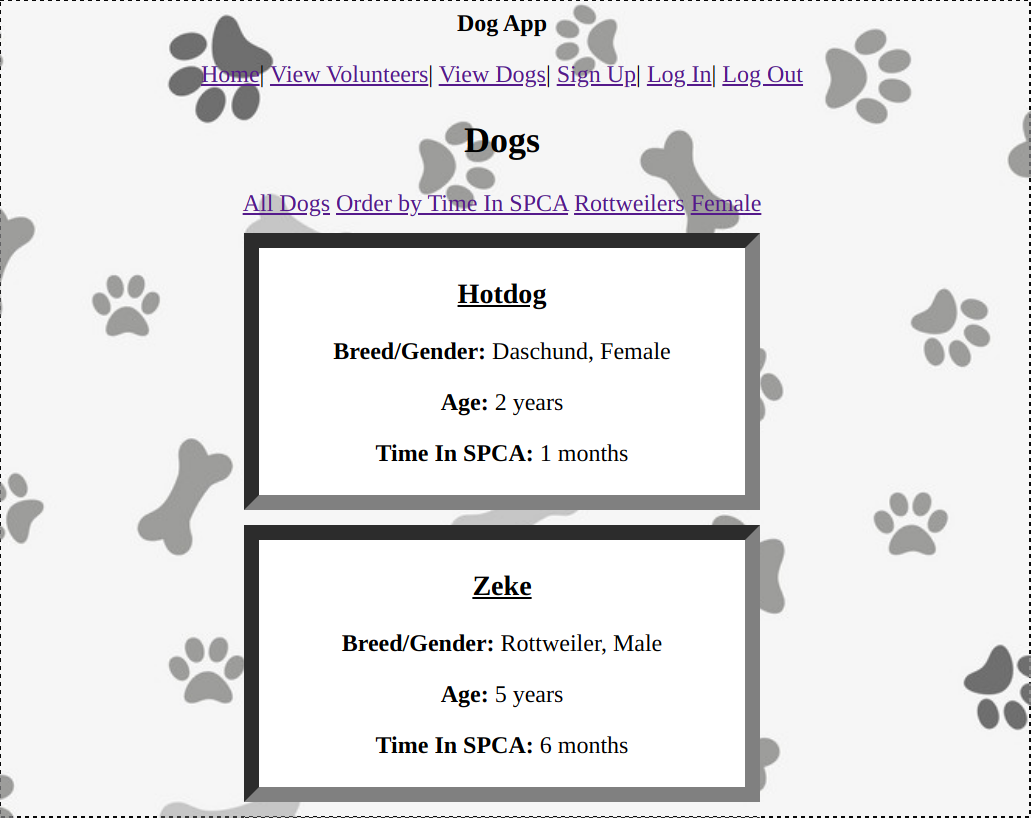 Dog App
Home| View Volunteers| View Dogs| Sign Up| Log In| Log Out
Dogs
All Dogs Order by Time In SPCA Rottweilers Female
Hotdog
Breed/Gender: Daschund, Female
Age: 2 years
Time In SPCA: 1 months
Zeke
Breed/Gender: Rottweiler, Male
Age: 5 years
Time In SPCA: 6 months